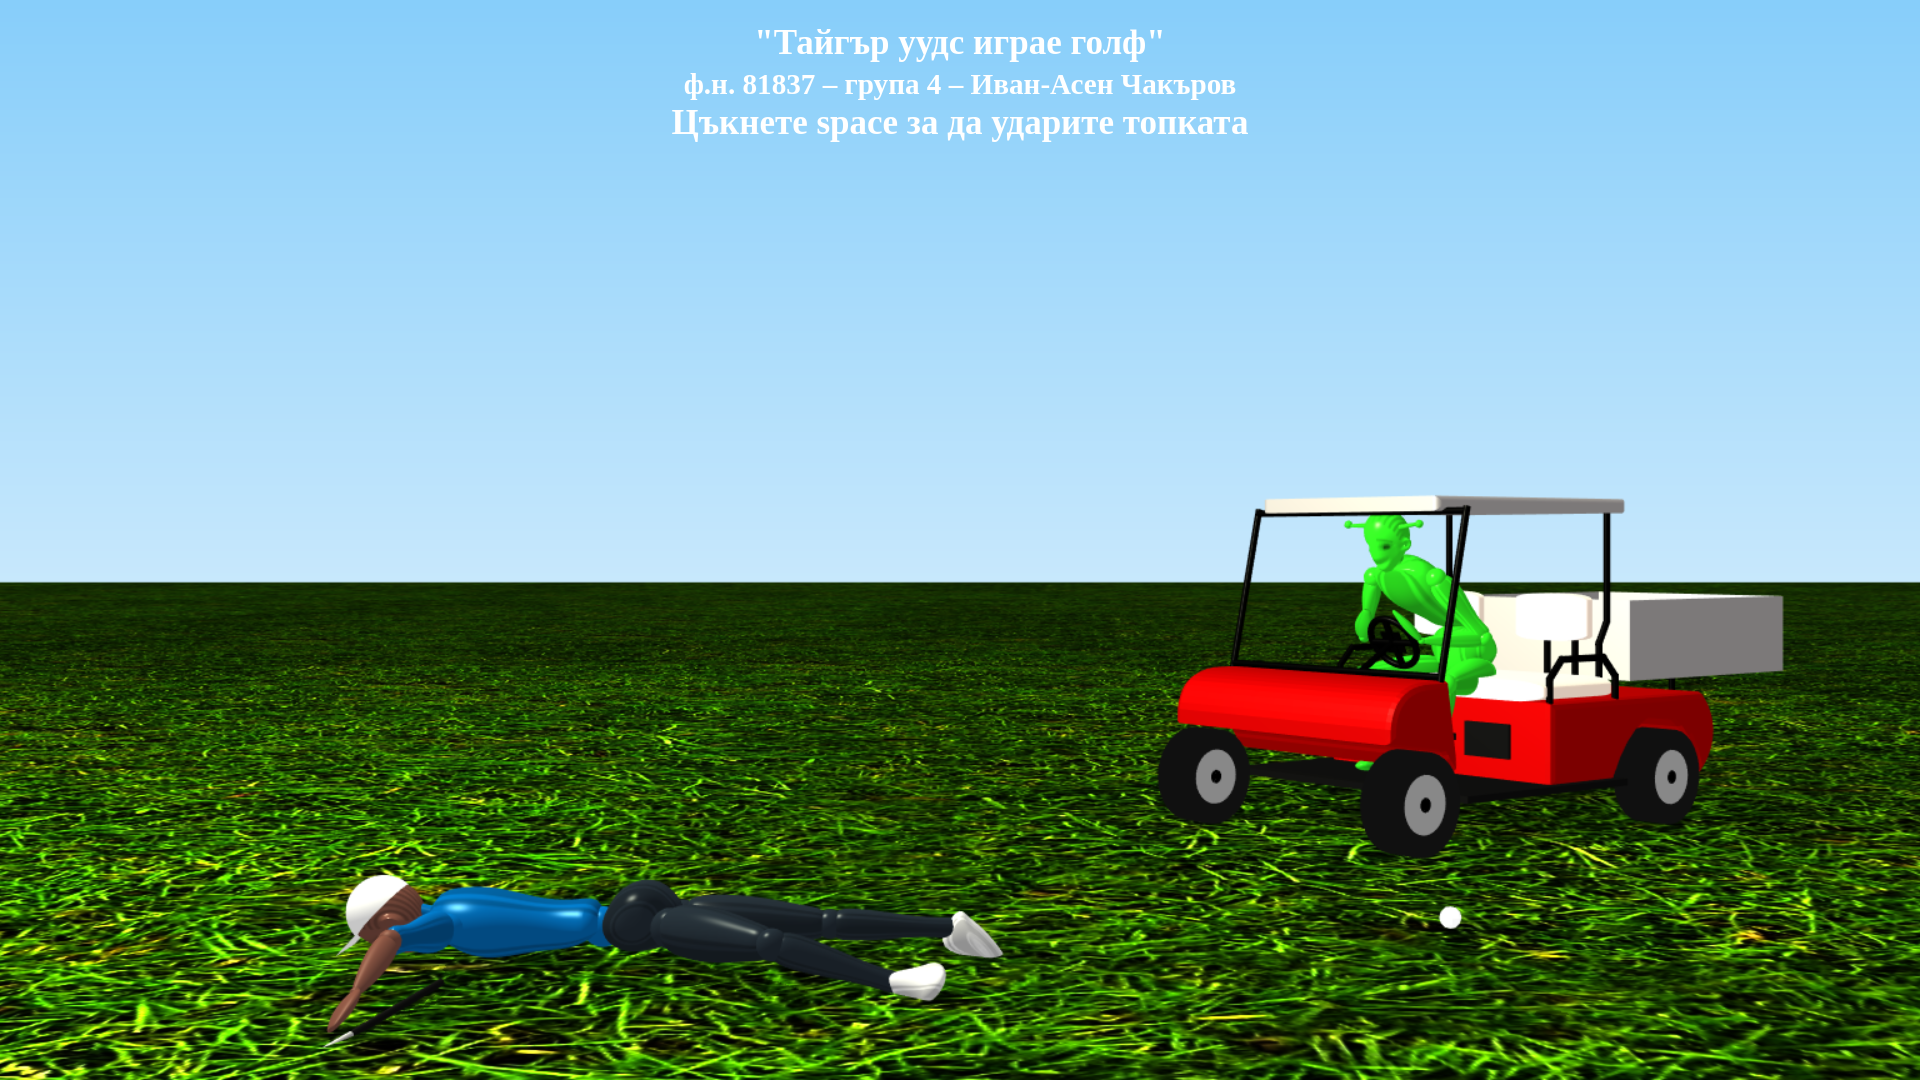 "Тайгър уудс играе голф"
ф.н. 81837 – група 4 – Иван-Асен Чакъров
Цъкнете space за да ударите топката